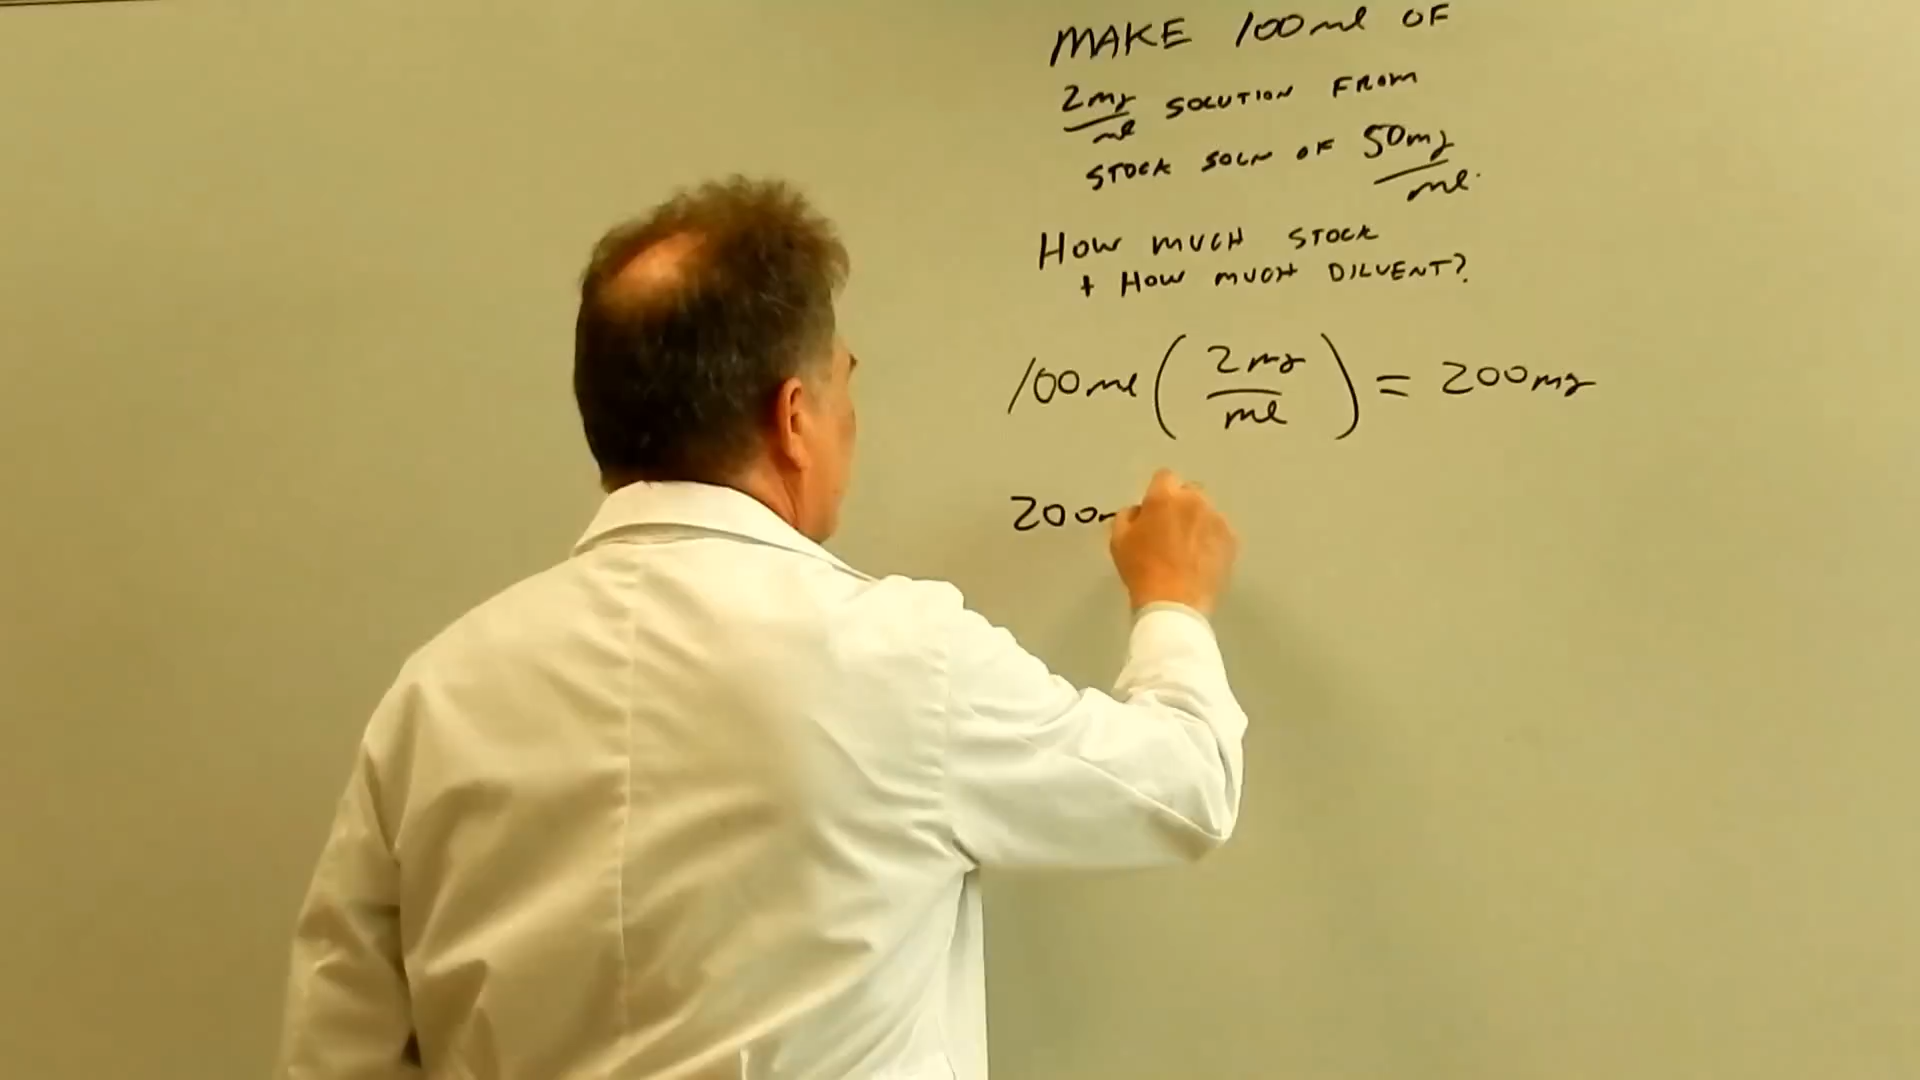 MAKE 100ml OF
2mg/ml SOLUTION FROM
STOCK SOLN OF 50mg/ml.
HOW MUCH STOCK
+ HOW MUCH DILUENT?
100ml ( 2mg/ml ) = 200mg
200m